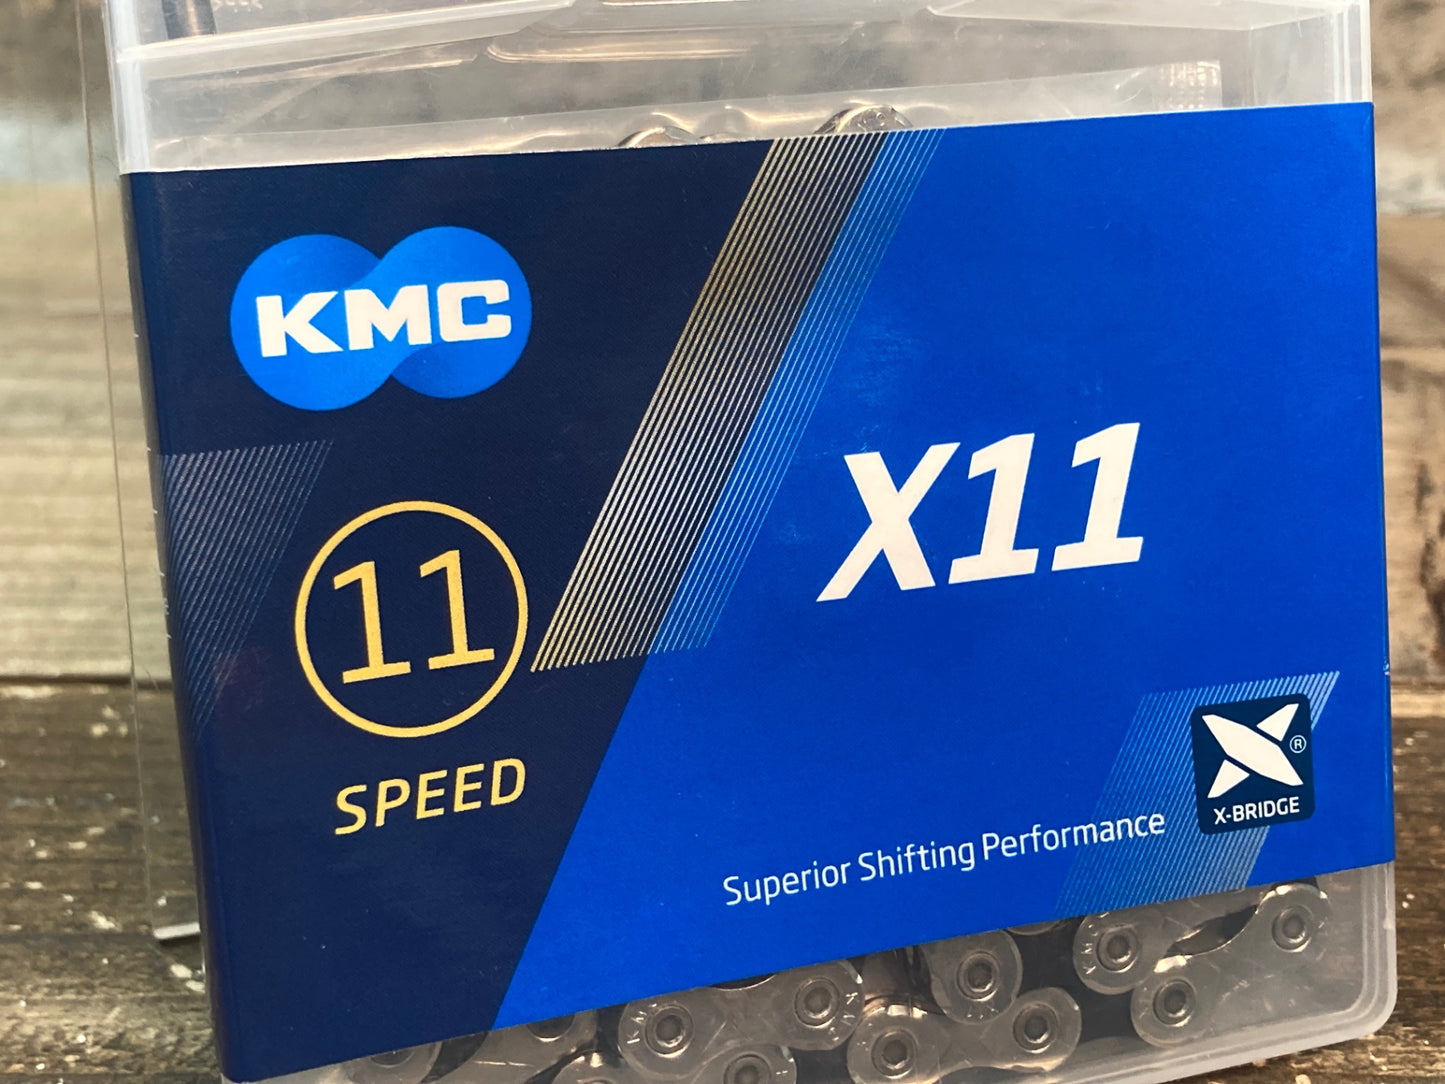 KMC
11
SPEED
X11
Superior Shifting Performance
®
X-BRIDGE